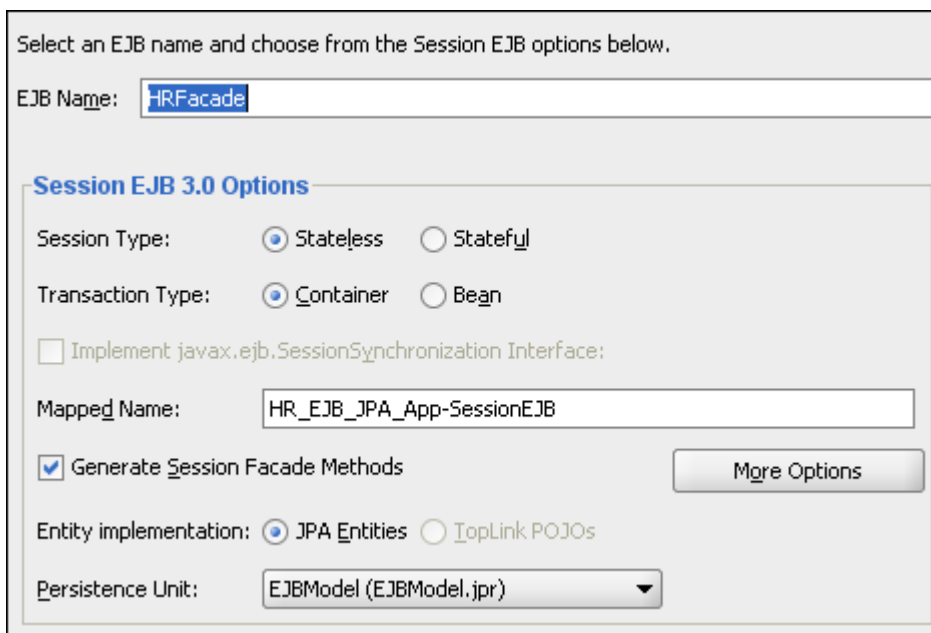 Select an EJB name and choose from the Session EJB options below.
EJB Name: HRFacade
Session EJB 3.0 Options
Session Type: Stateless Stateful
Transaction Type: Container Bean
Implement javax.ejb.SessionSynchronization Interface:
Mapped Name: HR_EJB_JPA_App-SessionEJB
Generate Session Facade Methods More Options
Entity implementation: JPA Entities TopLink POJOs
Persistence Unit: EJBModel (EJBModel.jpr)